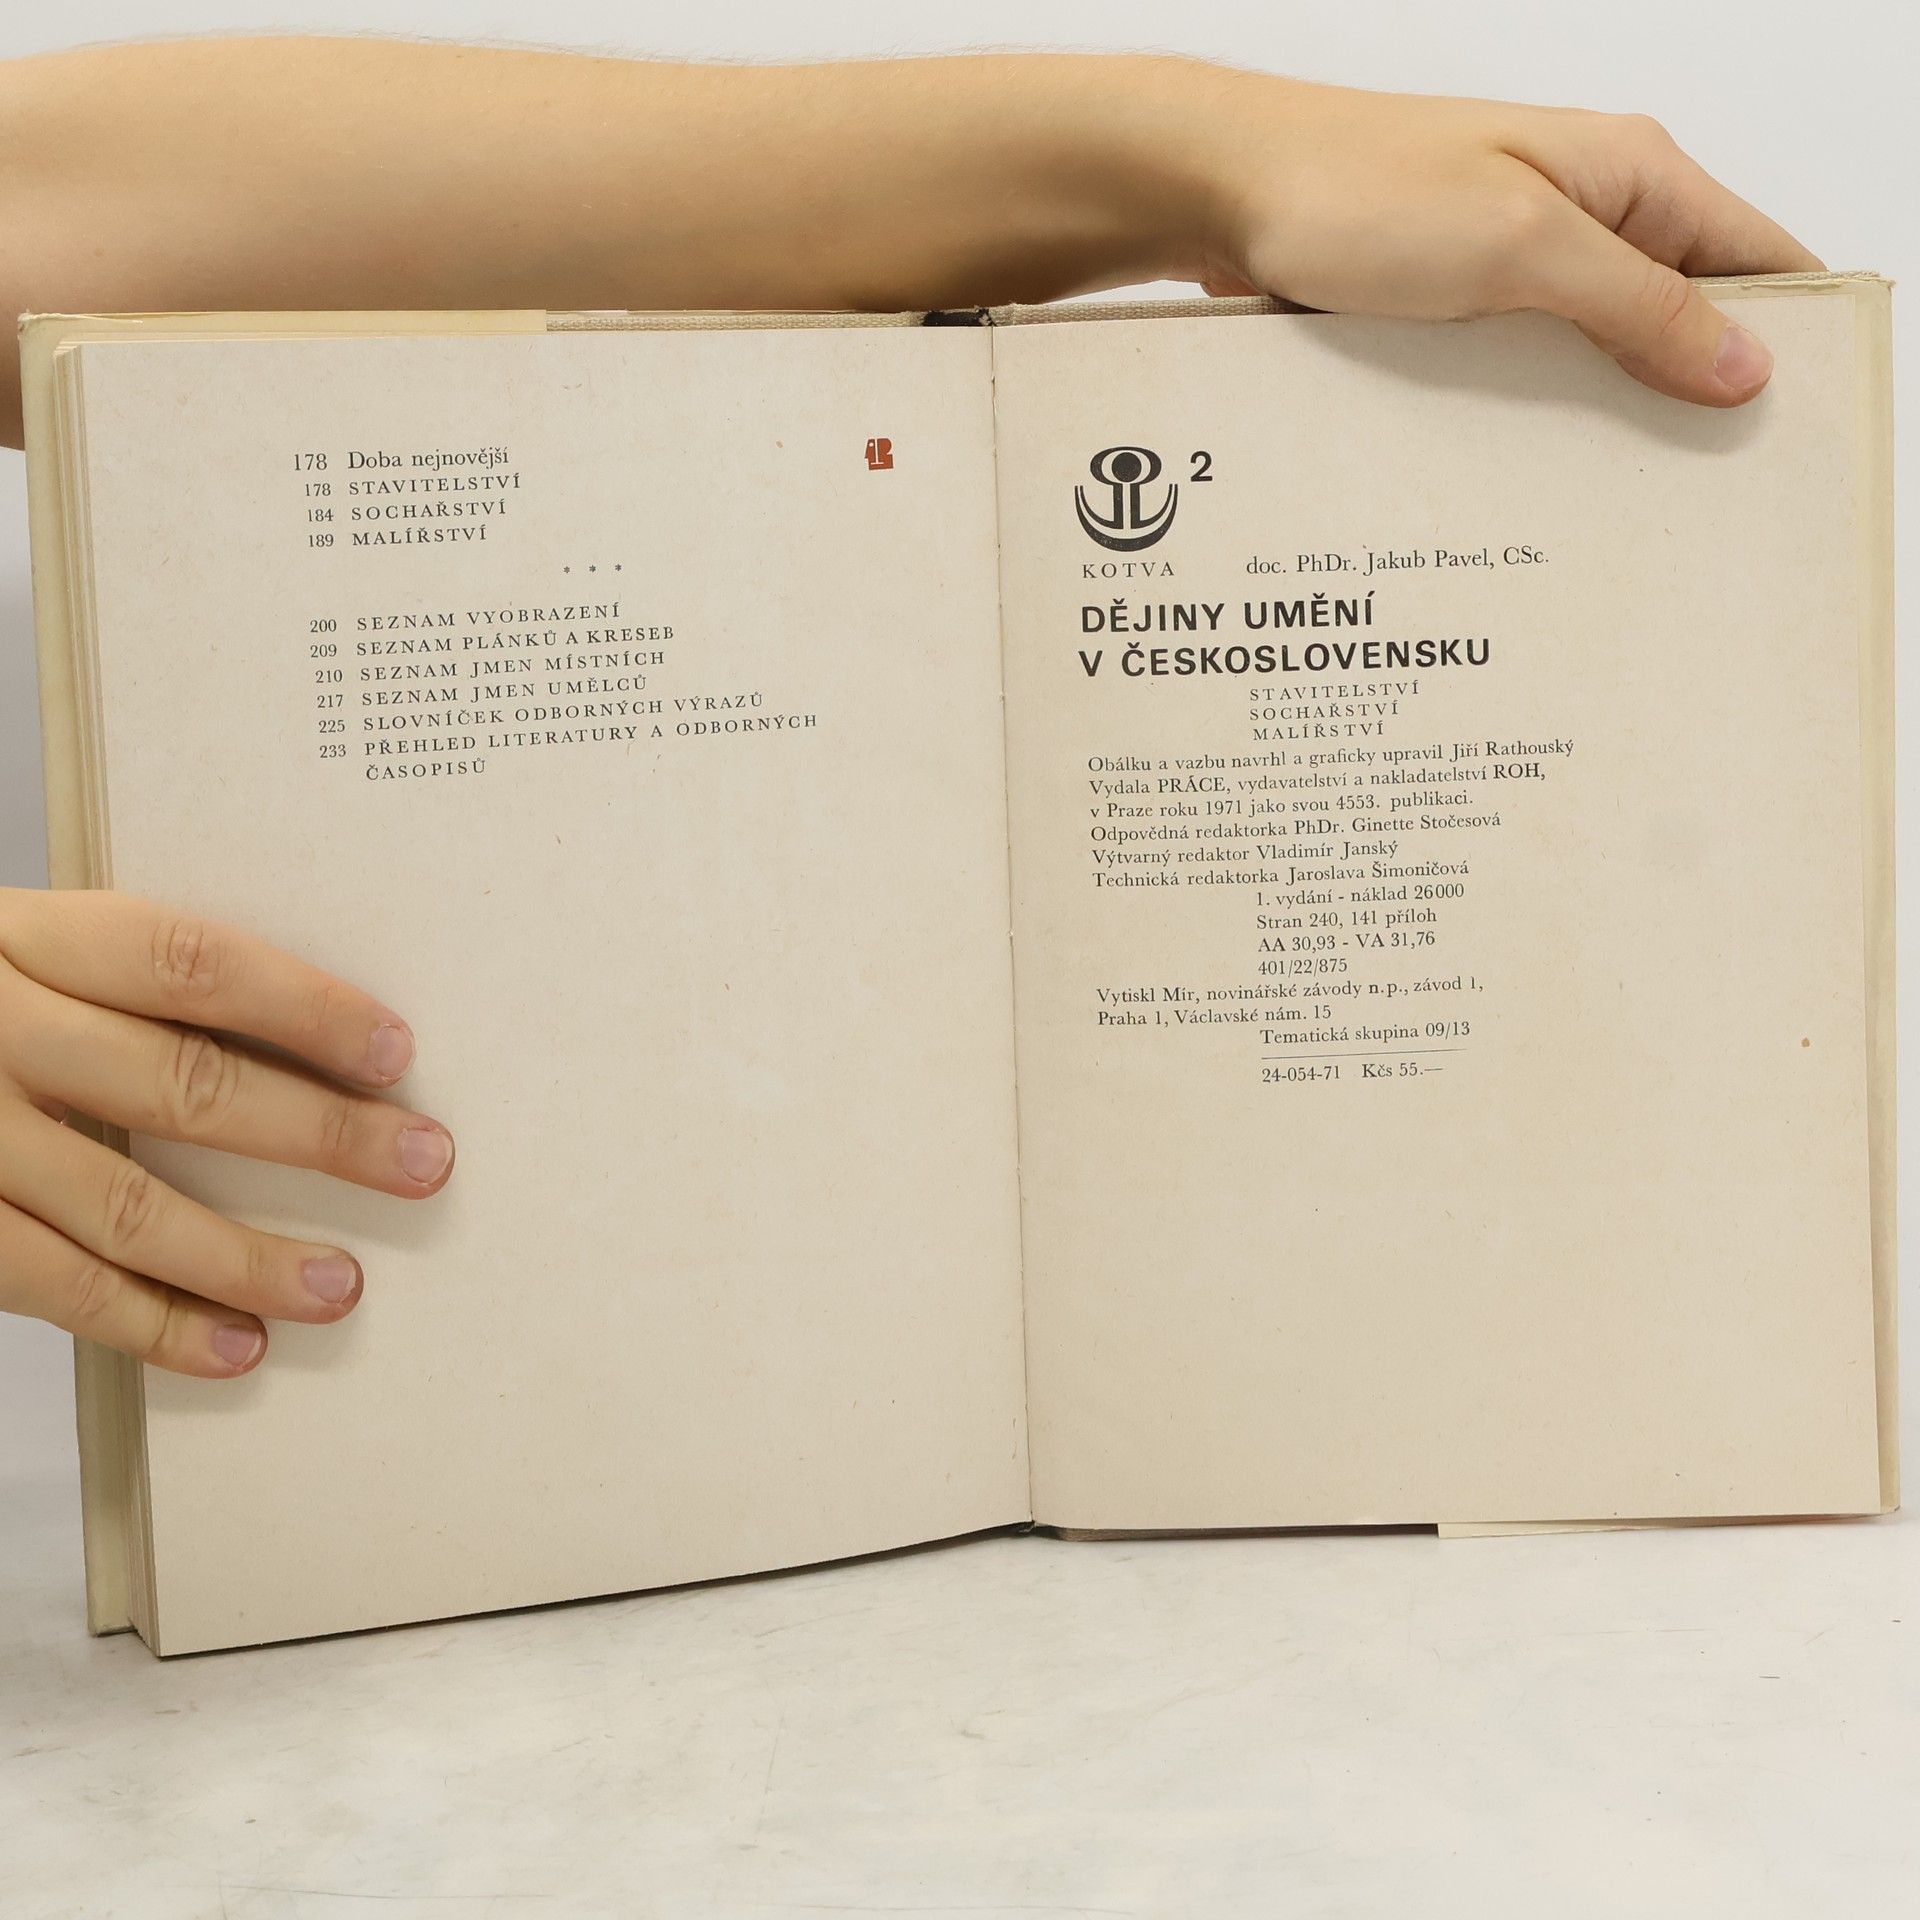 178 Doba nejnovější
178 STAVITELSTVÍ
184 SOCHAŘSTVÍ
189 MALÍŘSTVÍ
* * *
200 SEZNAM VYOBRAZENÍ
209 SEZNAM PLÁNKŮ A KRESEB
210 SEZNAM JMEN MÍSTNÍCH
217 SEZNAM JMEN UMĚLCŮ
225 SLOVNÍČEK ODBORNÝCH VÝRAZŮ
233 PŘEHLED LITERATURY A ODBORNÝCH
ČASOPISŮ
2
KOTVA
doc. PhDr. Jakub Pavel, CSc.
DĚJINY UMĚNÍ
V ČESKOSLOVENSKU
STAVITELSTVÍ
SOCHAŘSTVÍ
MALÍŘSTVÍ
Obálku a vazbu navrhl a graficky upravil Jiří Rathouský
Vydala PRÁCE, vydavatelství a nakladatelství ROH,
v Praze roku 1971 jako svou 4553. publikaci.
Odpovědná redaktorka PhDr. Ginette Stočesová
Výtvarný redaktor Vladimír Janský
Technická redaktorka Jaroslava Šimoničová
1. vydání - náklad 26000
Stran 240, 141 příloh
AA 30,93 - VA 31,76
401/22/875
Vytiskl Mír, novinářské závody n.p., závod 1,
Praha 1, Václavské nám. 15
Tematická skupina 09/13
24-054-71 Kčs 55.—